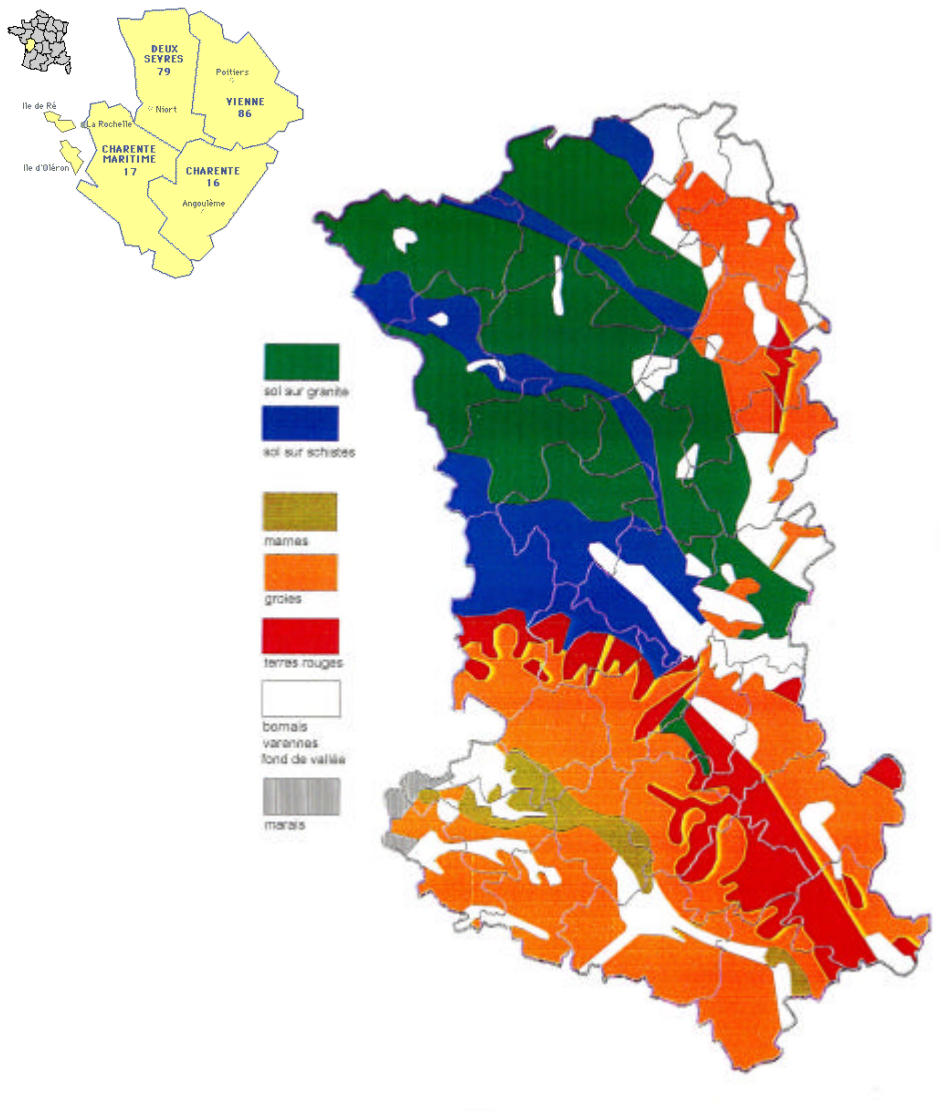 DEUX
SEVRES
79
Poitiers
VIENNE
86
Niort
Ile de Ré
La Rochelle
CHARENTE
MARITIME
17
Ile d'Oléron
CHARENTE
16
Angoulême
sol sur granite
sol sur schistes
marnes
groies
terres rouges
bornais
varennes
fond de vallée
marais